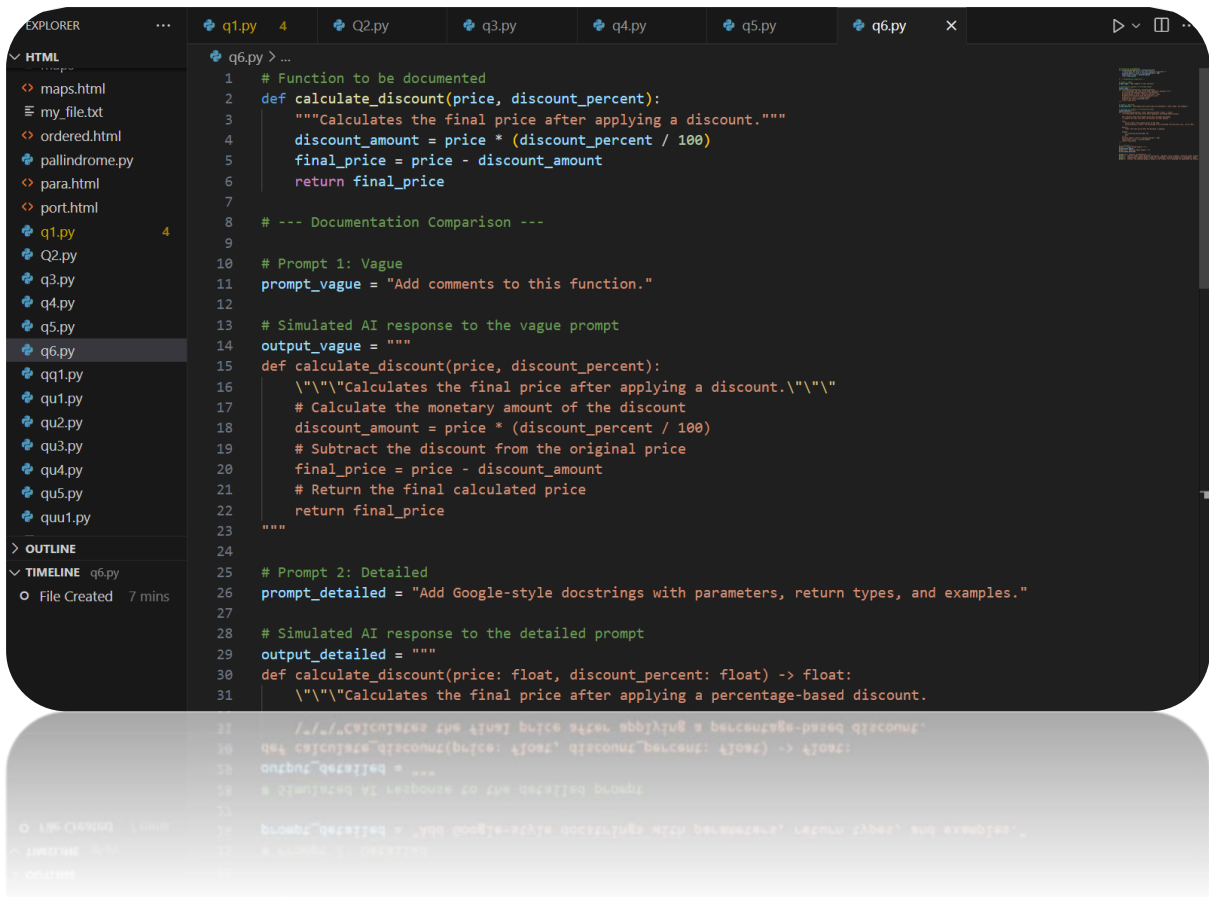 EXPLORER ...
HTML
maps
maps.html
my_file.txt
ordered.html
pallindrome.py
para.html
port.html
q1.py 4
Q2.py
q3.py
q4.py
q5.py
q6.py
qq1.py
qu1.py
qu2.py
qu3.py
qu4.py
qu5.py
quu1.py
OUTLINE
TIMELINE q6.py
File Created 7 mins
q1.py 4 Q2.py q3.py q4.py q5.py q6.py
q6.py > ...
1 # Function to be documented
2 def calculate_discount(price, discount_percent):
3     """Calculates the final price after applying a discount."""
4     discount_amount = price * (discount_percent / 100)
5     final_price = price - discount_amount
6     return final_price
7
8 # --- Documentation Comparison ---
9
10 # Prompt 1: Vague
11 prompt_vague = "Add comments to this function."
12
13 # Simulated AI response to the vague prompt
14 output_vague = """
15 def calculate_discount(price, discount_percent):
16     \"\"\"Calculates the final price after applying a discount.\"\"\"
17     # Calculate the monetary amount of the discount
18     discount_amount = price * (discount_percent / 100)
19     # Subtract the discount from the original price
20     final_price = price - discount_amount
21     # Return the final calculated price
22     return final_price
23 """
24
25 # Prompt 2: Detailed
26 prompt_detailed = "Add Google-style docstrings with parameters, return types, and examples."
27
28 # Simulated AI response to the detailed prompt
29 output_detailed = """
30 def calculate_discount(price: float, discount_percent: float) -> float:
31     \"\"\"Calculates the final price after applying a percentage-based discount.